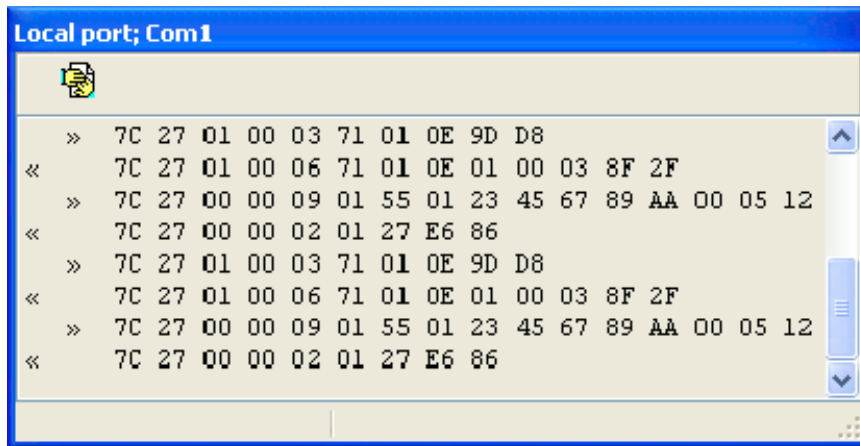 Local port; Com1
» 7C 27 01 00 03 71 01 0E 9D D8
« 7C 27 01 00 06 71 01 0E 01 00 03 8F 2F
» 7C 27 00 00 09 01 55 01 23 45 67 89 AA 00 05 12
« 7C 27 00 00 02 01 27 E6 86
» 7C 27 01 00 03 71 01 0E 9D D8
« 7C 27 01 00 06 71 01 0E 01 00 03 8F 2F
» 7C 27 00 00 09 01 55 01 23 45 67 89 AA 00 05 12
« 7C 27 00 00 02 01 27 E6 86